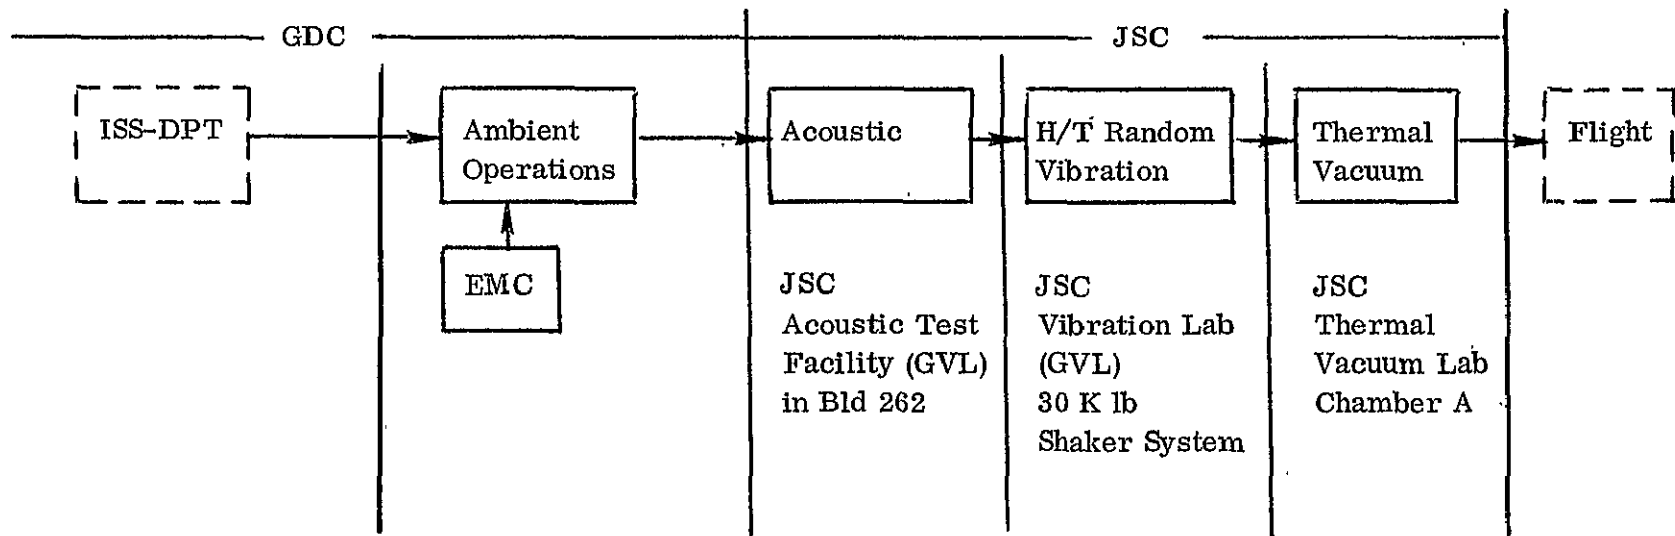 GDC
JSC
ISS-DPT
Ambient
Operations
EMC
Acoustic
H/T Random
Vibration
Thermal
Vacuum
Flight
JSC
Acoustic Test
Facility (GVL)
in Bld 262
JSC
Vibration Lab
(GVL)
30 K lb
Shaker System
JSC
Thermal
Vacuum Lab
Chamber A